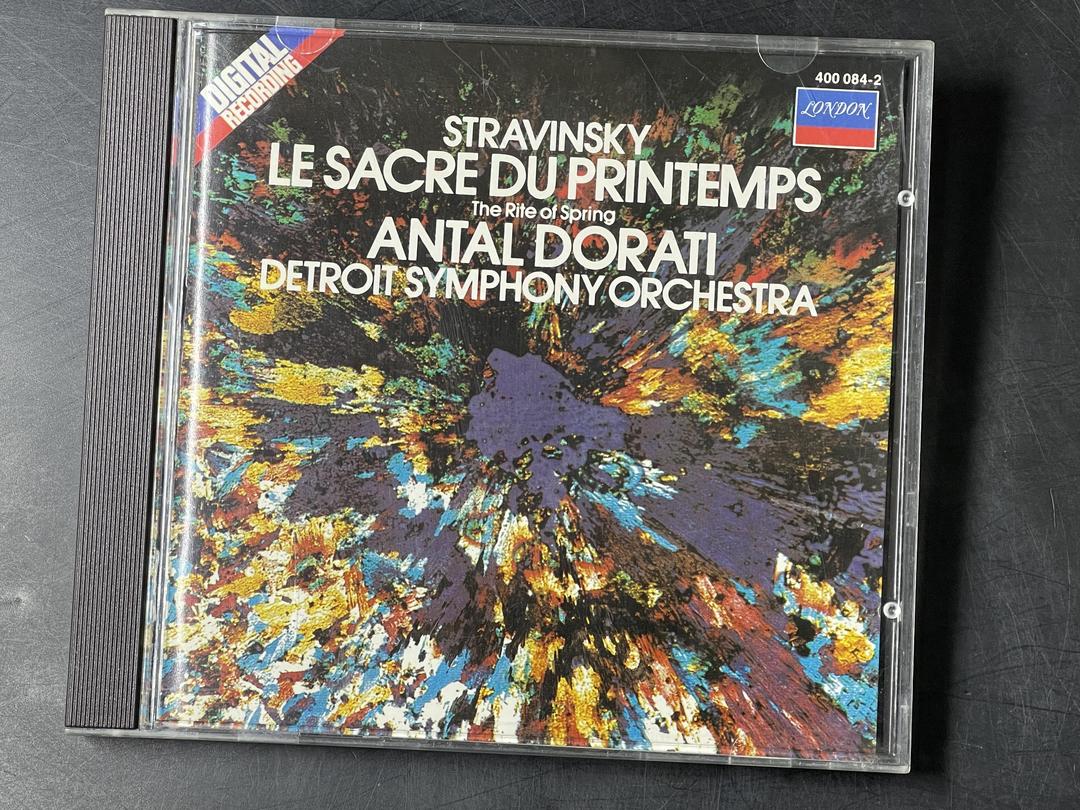 DIGITAL
RECORDING
400 084-2
LONDON
STRAVINSKY
LE SACRE DU PRINTEMPS
The Rite of Spring
ANTAL DORATI
DETROIT SYMPHONY ORCHESTRA